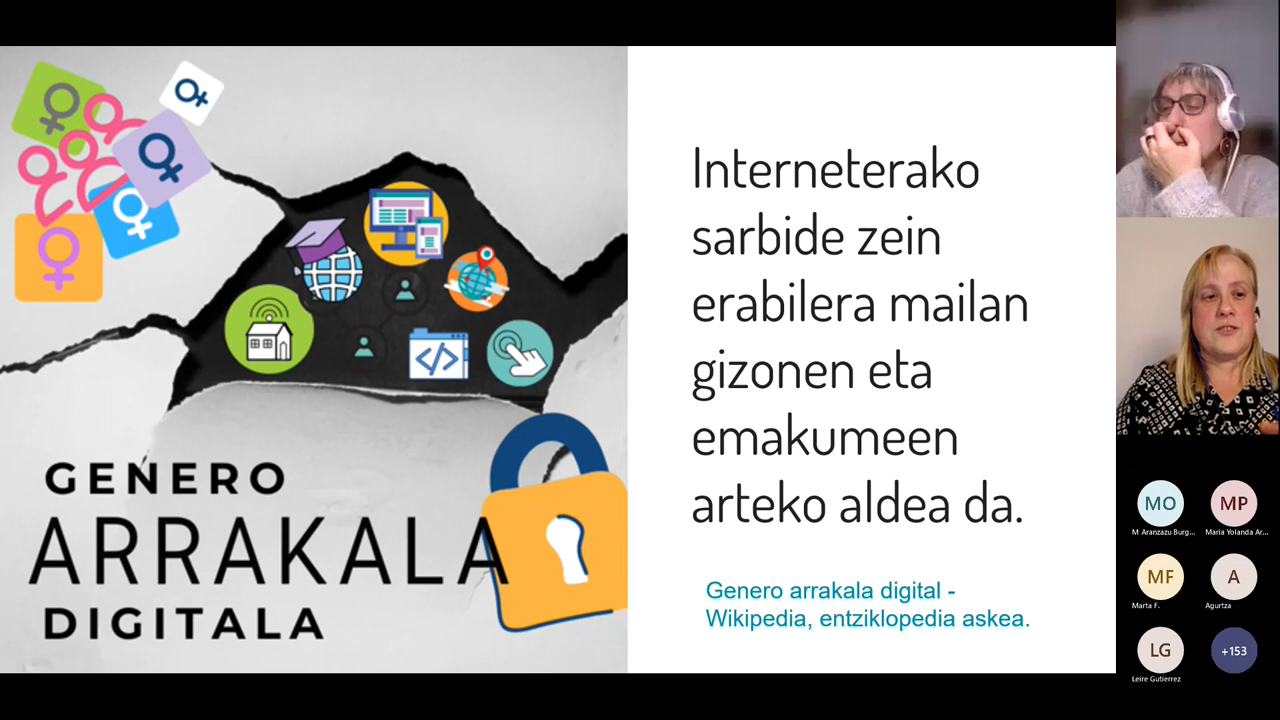 GENERO
ARRAKALA
DIGITALA
Interneterako
sarbide zein
erabilera mailan
gizonen eta
emakumeen
arteko aldea da.
Genero arrakala digital -
Wikipedia, entziklopedia askea.
MO
MP
M Aranzazu Burg...
Maria Yolanda Ar...
MF
A
Marta F.
Agurtza
LG
+153
Leire Gutierrez